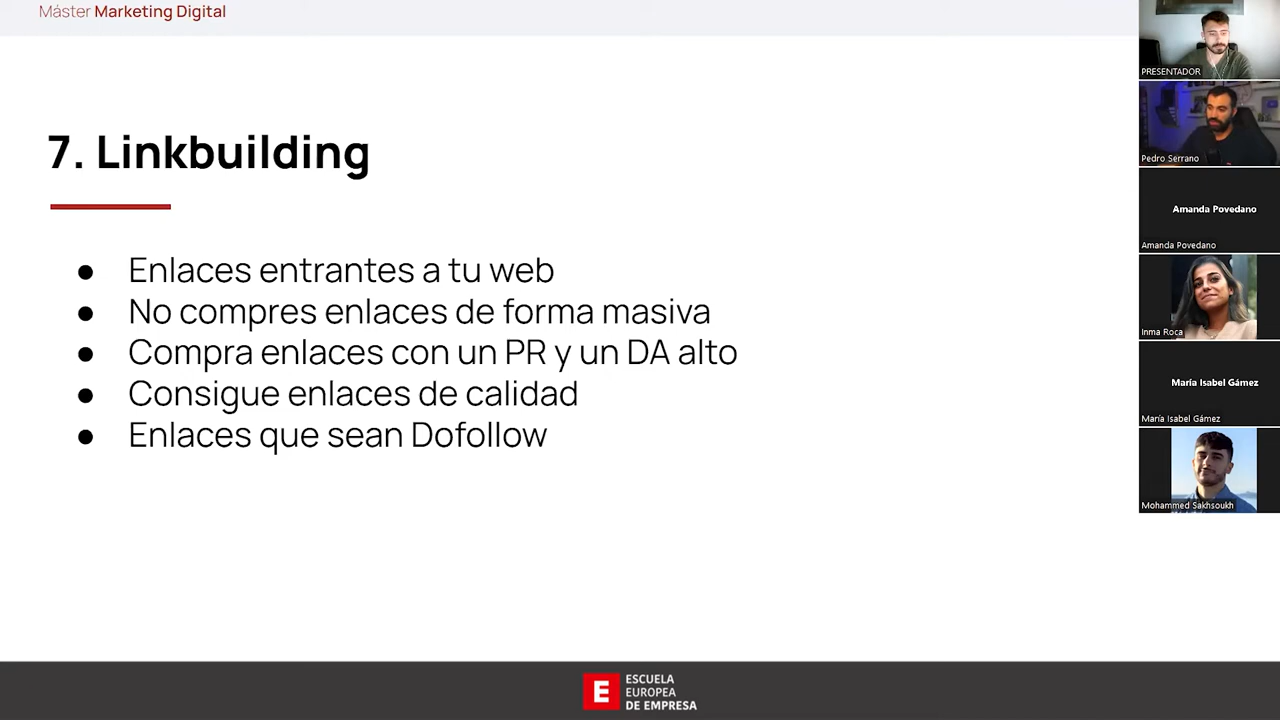 Máster Marketing Digital
7. Linkbuilding
● Enlaces entrantes a tu web
● No compres enlaces de forma masiva
● Compra enlaces con un PR y un DA alto
● Consigue enlaces de calidad
● Enlaces que sean Dofollow
PRESENTADOR
Pedro Serrano
Amanda Povedano
Amanda Povedano
Inma Roca
María Isabel Gámez
María Isabel Gámez
Mohammed Sakhsoukh
E
ESCUELA
EUROPEA
DE EMPRESA